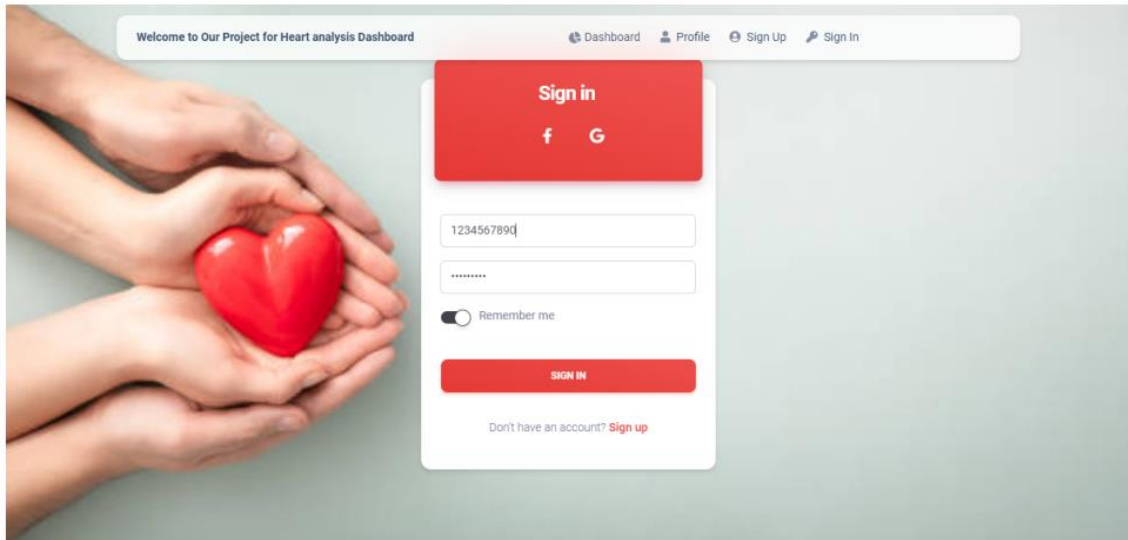 Welcome to Our Project for Heart analysis Dashboard
Dashboard
Profile
Sign Up
Sign In
Sign in
f G
1234567890
•••••••••
Remember me
SIGN IN
Don't have an account? Sign up